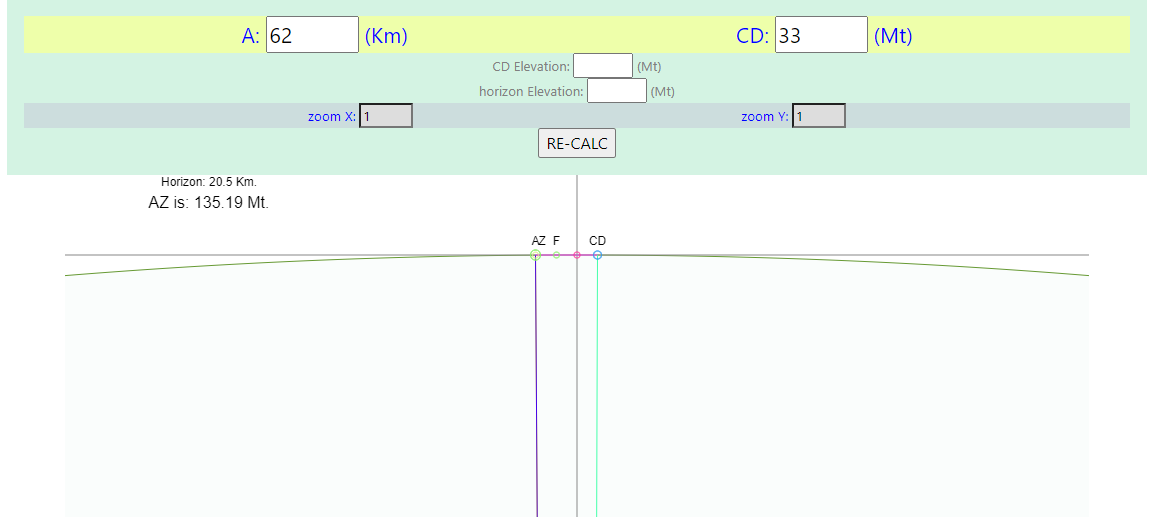 A: 62 (Km) CD: 33 (Mt)
CD Elevation: (Mt)
horizon Elevation: (Mt)
zoom X: 1 zoom Y: 1
RE-CALC
Horizon: 20.5 Km.
AZ is: 135.19 Mt.
AZ F CD